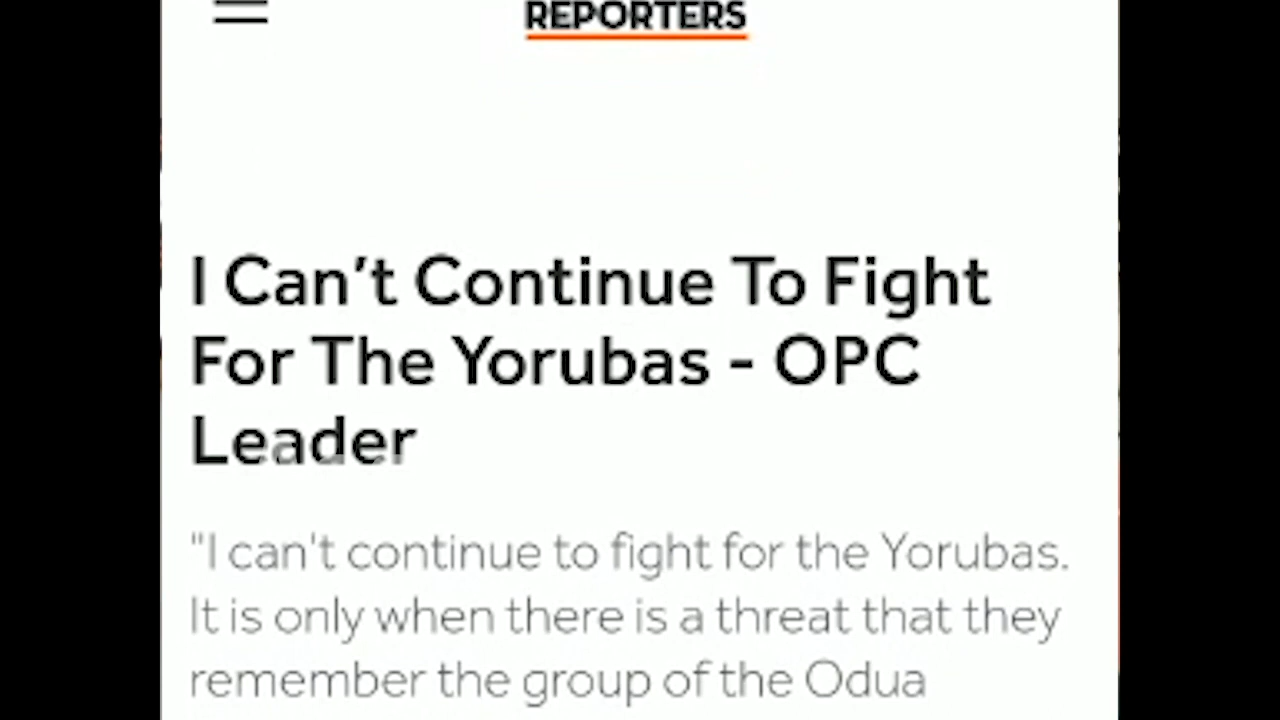 REPORTERS
I Can’t Continue To Fight
For The Yorubas - OPC
Leader
"I can't continue to fight for the Yorubas.
It is only when there is a threat that they
remember the group of the Odua